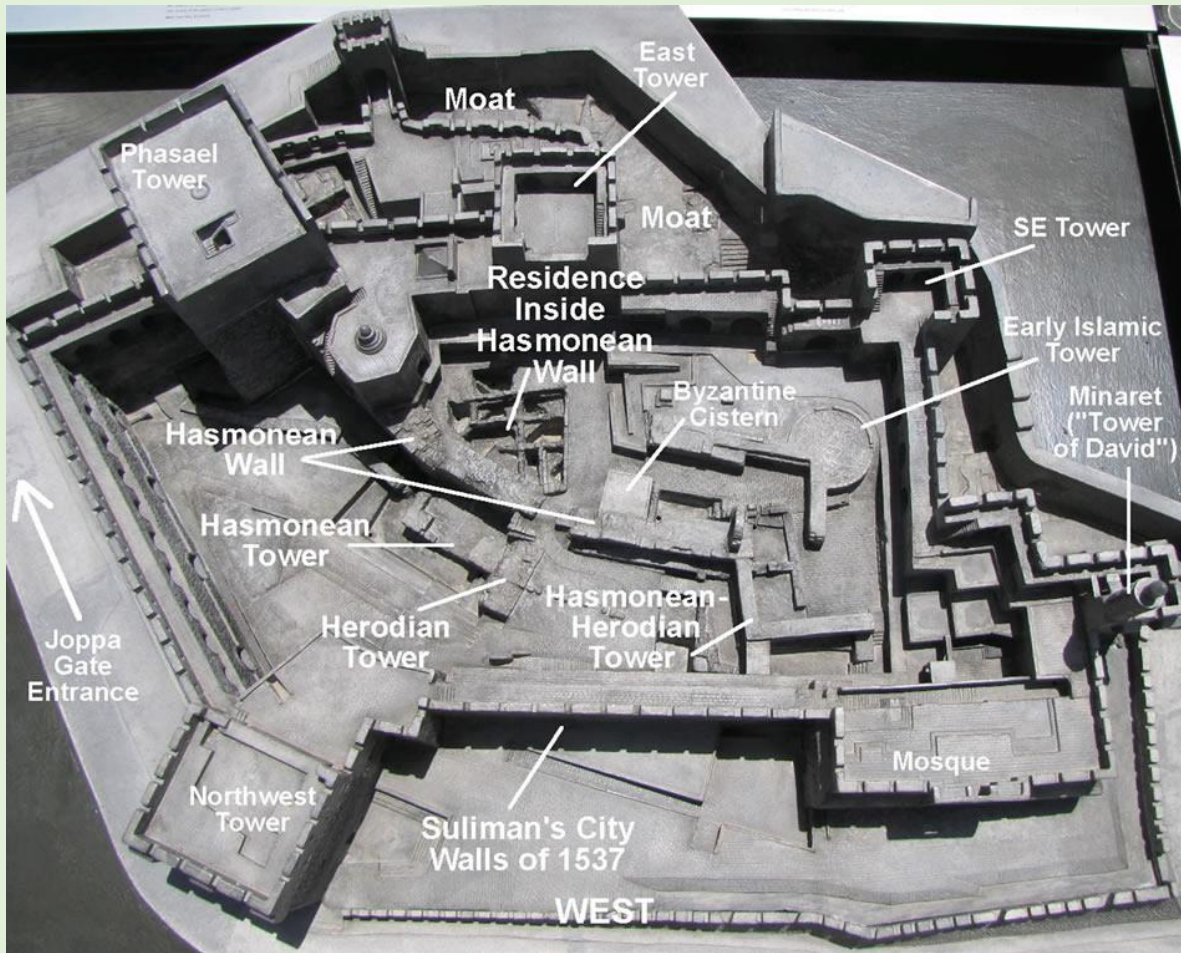 East
Tower
Moat
Phasael
Tower
Moat
SE Tower
Residence
Inside
Hasmonean
Wall
Early Islamic
Tower
Byzantine
Cistern
Minaret
("Tower
of David")
Hasmonean
Wall
Hasmonean
Tower
Herodian
Tower
Hasmonean-
Herodian
Tower
Joppa
Gate
Entrance
Mosque
Northwest
Tower
Suliman's City
Walls of 1537
WEST